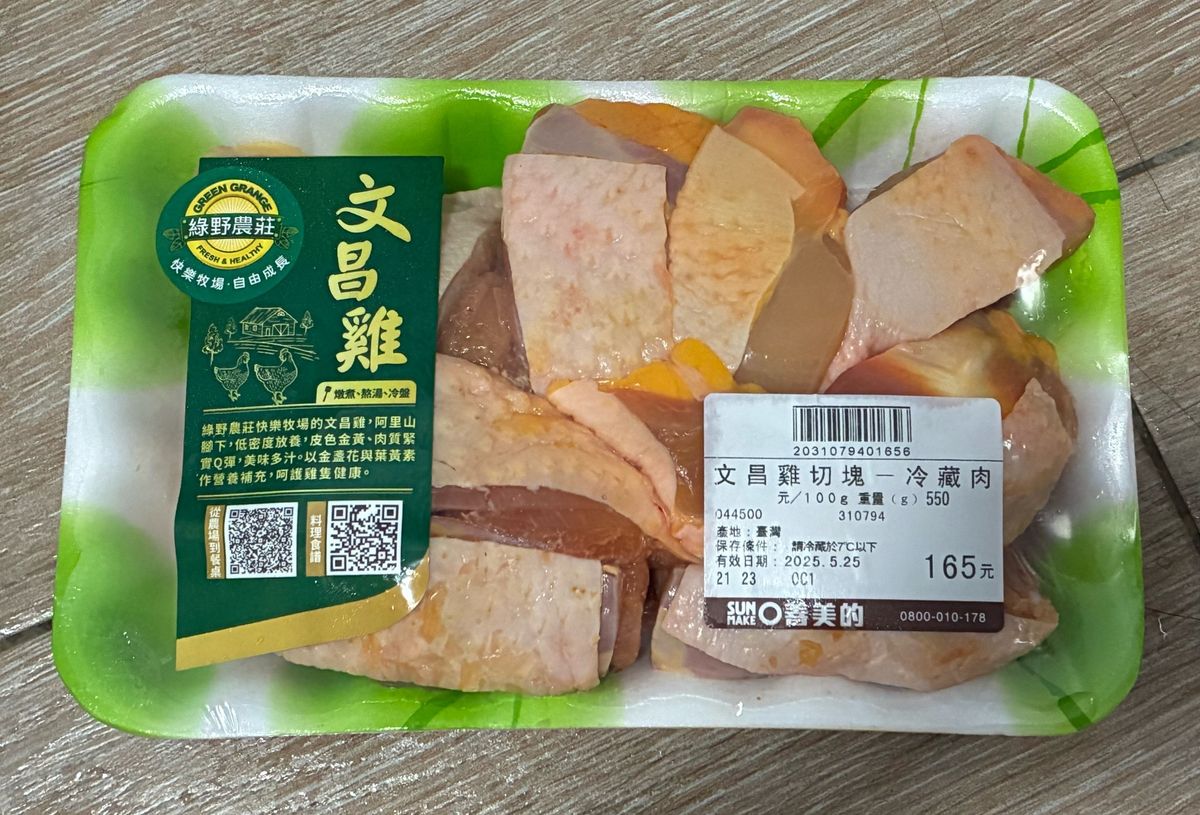 GREEN GRANGE
綠野農莊
FRESH & HEALTHY
快樂牧場·自由成長
文昌雞
燉煮、熬湯、冷盤
綠野農莊快樂牧場的文昌雞，阿里山
腳下，低密度放養，皮色金黃、肉質緊
實Q彈，美味多汁。以金盞花與葉黃素
作營養補充，呵護雞隻健康。
從農場到餐桌
料理食譜
2031079401656
文昌雞切塊－冷藏肉
元/100g 重量(g) 550
044500 310794
產地：臺灣
保存條件： 請冷藏於7℃以下
有效日期：2025.5.25
21 23 001
165元
SUN MAKE 善美的 0800-010-178